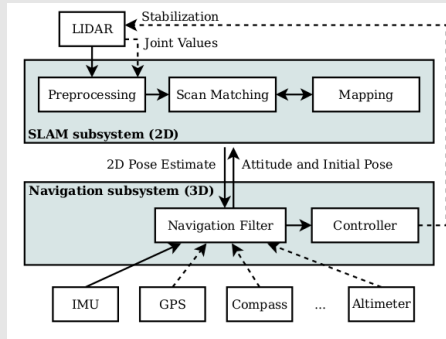 LIDAR
Stabilization
Joint Values
Preprocessing
Scan Matching
Mapping
SLAM subsystem (2D)
2D Pose Estimate
Attitude and Initial Pose
Navigation subsystem (3D)
Navigation Filter
Controller
IMU
GPS
Compass
...
Altimeter